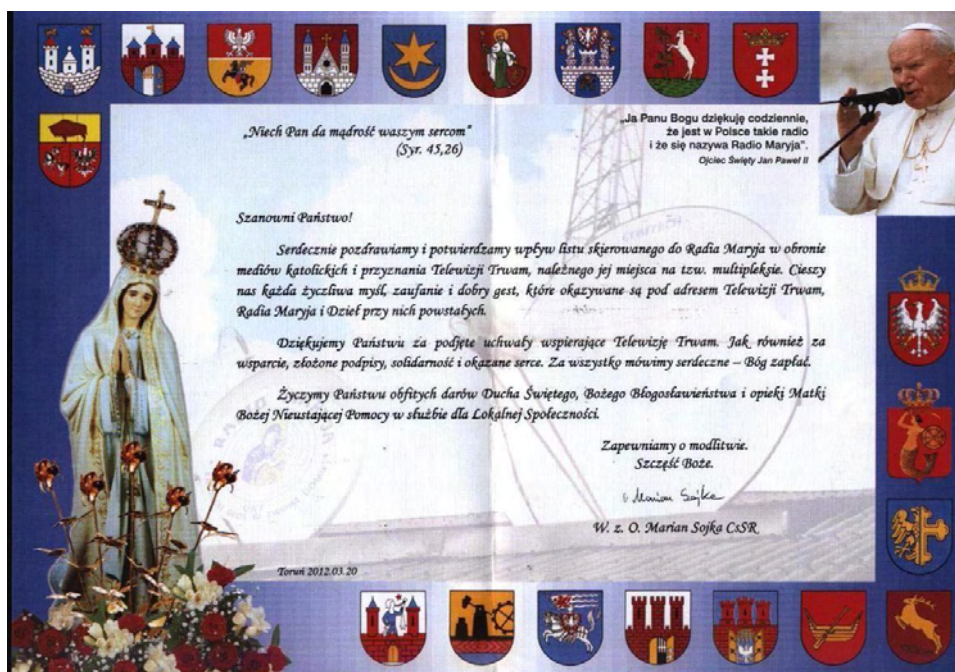 „Niech Pan da mądrość waszym sercom"
(Syr. 45,26)
„Ja Panu Bogu dziękuję codziennie,
że jest w Polsce takie radio
i że się nazywa Radio Maryja".
Ojciec Święty Jan Paweł II
Szanowni Państwo!
Serdecznie pozdrawiamy i potwierdzamy wpływ listu skierowanego do Radia Maryja w obronie
mediów katolickich i przyznania Telewizji Trwam, należnego jej miejsca na tzw. multipleksie. Cieszy
nas każda życzliwa myśl, zaufanie i dobry gest, które okazywane są pod adresem Telewizji Trwam,
Radia Maryja i Dzieł przy nich powstałych.
Dziękujemy Państwu za podjęte uchwały wspierające Telewizję Trwam. Jak również za
wsparcie, złożone podpisy, solidarność i okazane serce. Za wszystko mówimy serdeczne – Bóg zapłać.
Życzymy Państwu obfitych darów Ducha Świętego, Bożego Błogosławieństwa i opieki Matki
Bożej Nieustającej Pomocy w służbie dla Lokalnej Społeczności.
Zapewniamy o modlitwie.
Szczęść Boże.
Marian Sojka
W. z. O. Marian Sojka CsSR
Toruń 2012.03.20